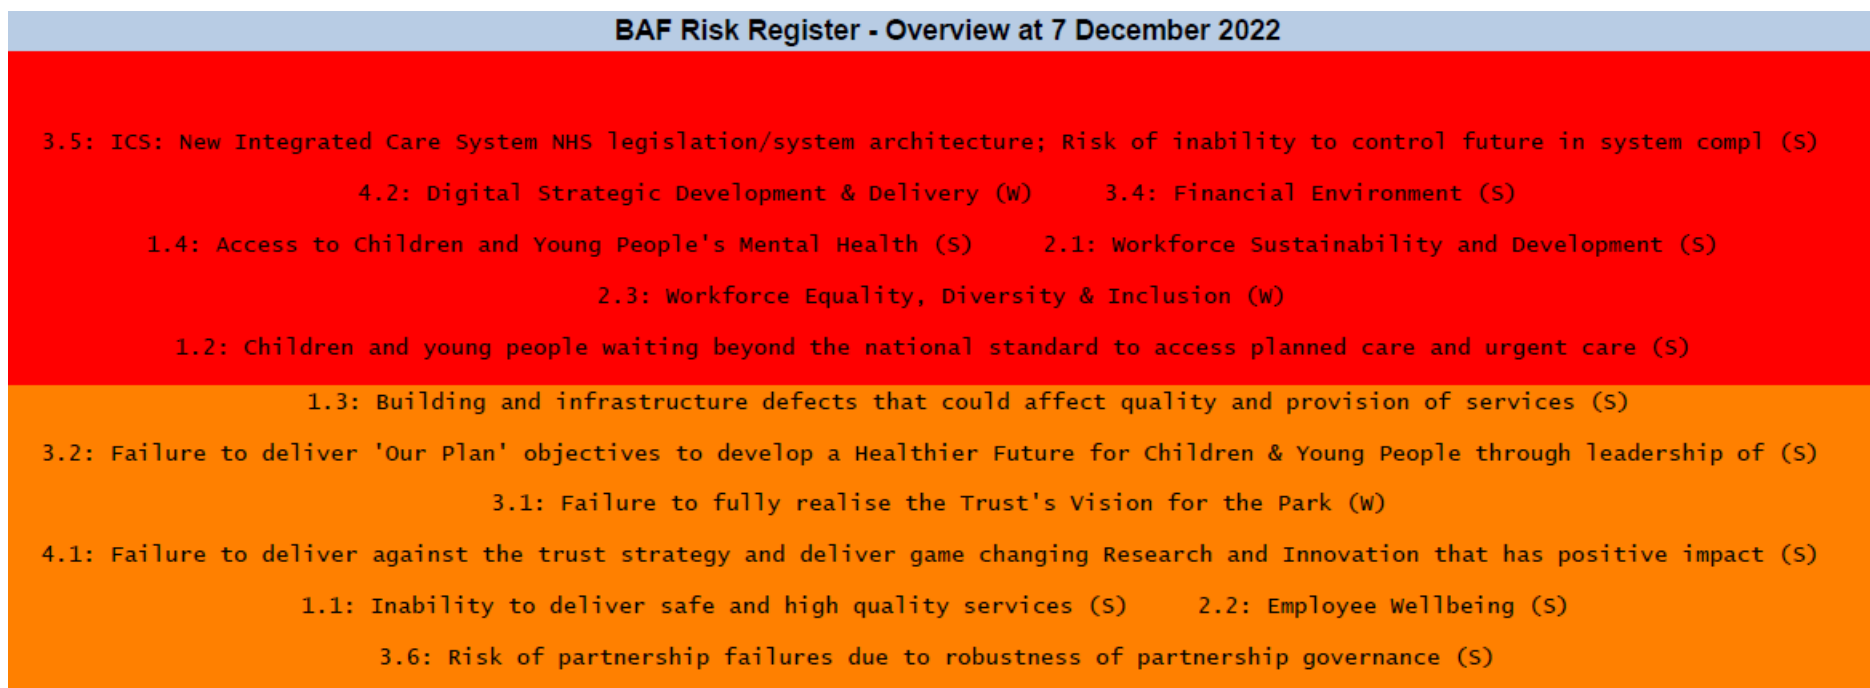 BAF Risk Register - Overview at 7 December 2022
3.5: ICS: New Integrated Care System NHS legislation/system architecture; Risk of inability to control future in system compl (S)
4.2: Digital Strategic Development & Delivery (W) 3.4: Financial Environment (S)
1.4: Access to Children and Young People's Mental Health (S) 2.1: Workforce Sustainability and Development (S)
2.3: Workforce Equality, Diversity & Inclusion (W)
1.2: Children and young people waiting beyond the national standard to access planned care and urgent care (S)
1.3: Building and infrastructure defects that could affect quality and provision of services (S)
3.2: Failure to deliver 'Our Plan' objectives to develop a Healthier Future for Children & Young People through leadership of (S)
3.1: Failure to fully realise the Trust's Vision for the Park (W)
4.1: Failure to deliver against the trust strategy and deliver game changing Research and Innovation that has positive impact (S)
1.1: Inability to deliver safe and high quality services (S) 2.2: Employee Wellbeing (S)
3.6: Risk of partnership failures due to robustness of partnership governance (S)